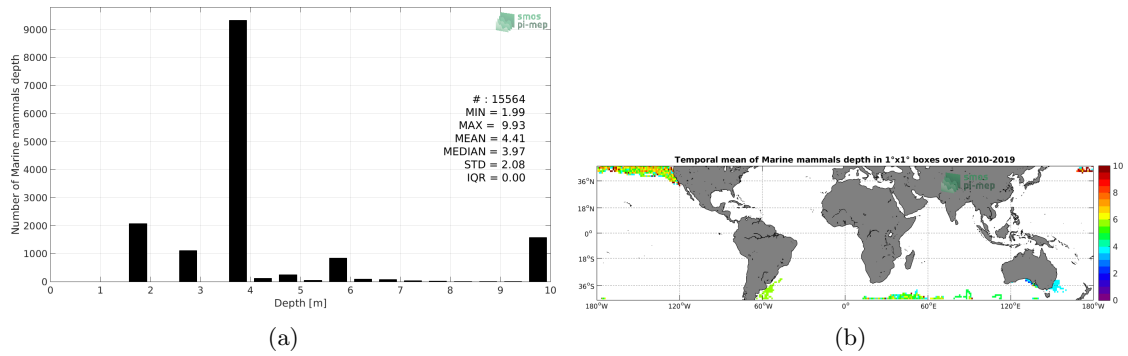 9000
8000
7000
6000
5000
4000
3000
2000
1000
0
Number of Marine mammals depth
smos
pi-mep
# : 15564
MIN = 1.99
MAX = 9.93
MEAN = 4.41
MEDIAN = 3.97
STD = 2.08
IQR = 0.00
0 1 2 3 4 5 6 7 8 9 10
Depth [m]
(a)
Temporal mean of Marine mammals depth in 1°x1° boxes over 2010-2019
smos
pi-mep
36°N
18°N
0°
18°S
36°S
180°W 120°W 60°W 0° 60°E 120°E 180°W
10
8
6
4
2
0
(b)